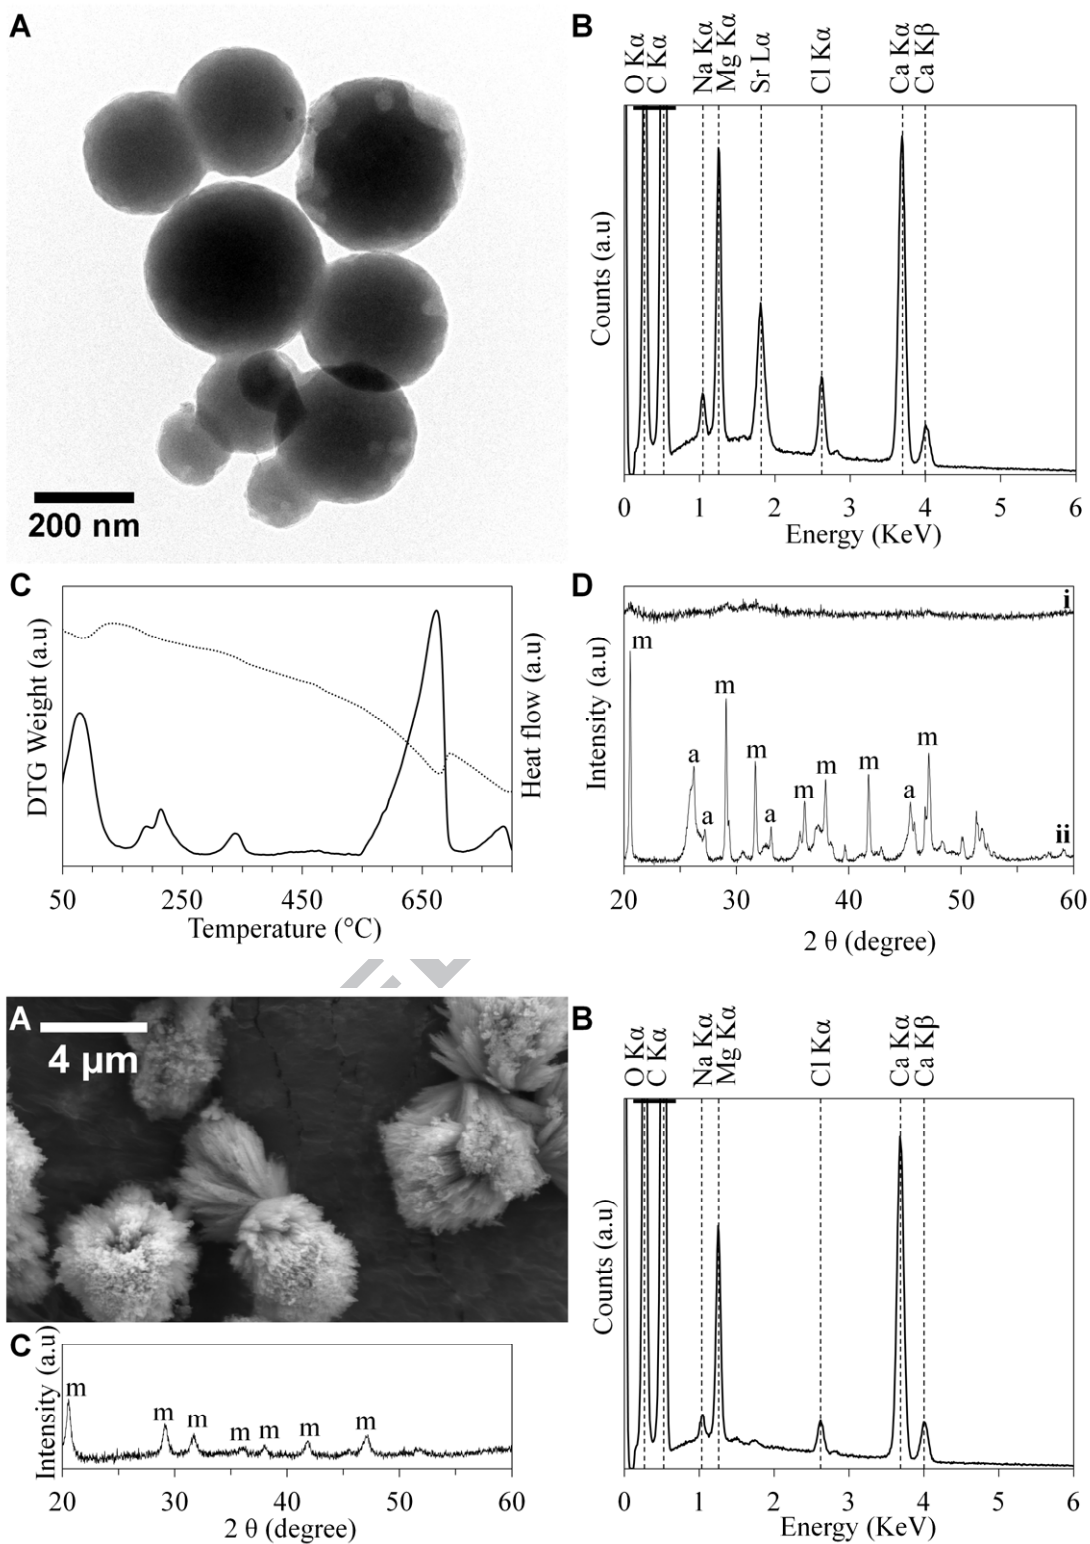 A
200 nm
B
O Kα
C Kα
Na Kα
Mg Kα
Sr Lα
Cl Kα
Ca Kα
Ca Kβ
Counts (a.u)
0 1 2 3 4 5 6
Energy (KeV)
C
DTG Weight (a.u)
Heat flow (a.u)
50 250 450 650
Temperature (°C)
D
Intensity (a.u)
i
m
a
a
m
m
a
m
m
m
a
m
ii
20 30 40 50 60
2 θ (degree)
A
4 µm
B
O Kα
C Kα
Na Kα
Mg Kα
Cl Kα
Ca Kα
Ca Kβ
Counts (a.u)
0 1 2 3 4 5 6
Energy (KeV)
C
Intensity (a.u)
m
m
m
m
m
m
m
20 30 40 50 60
2 θ (degree)